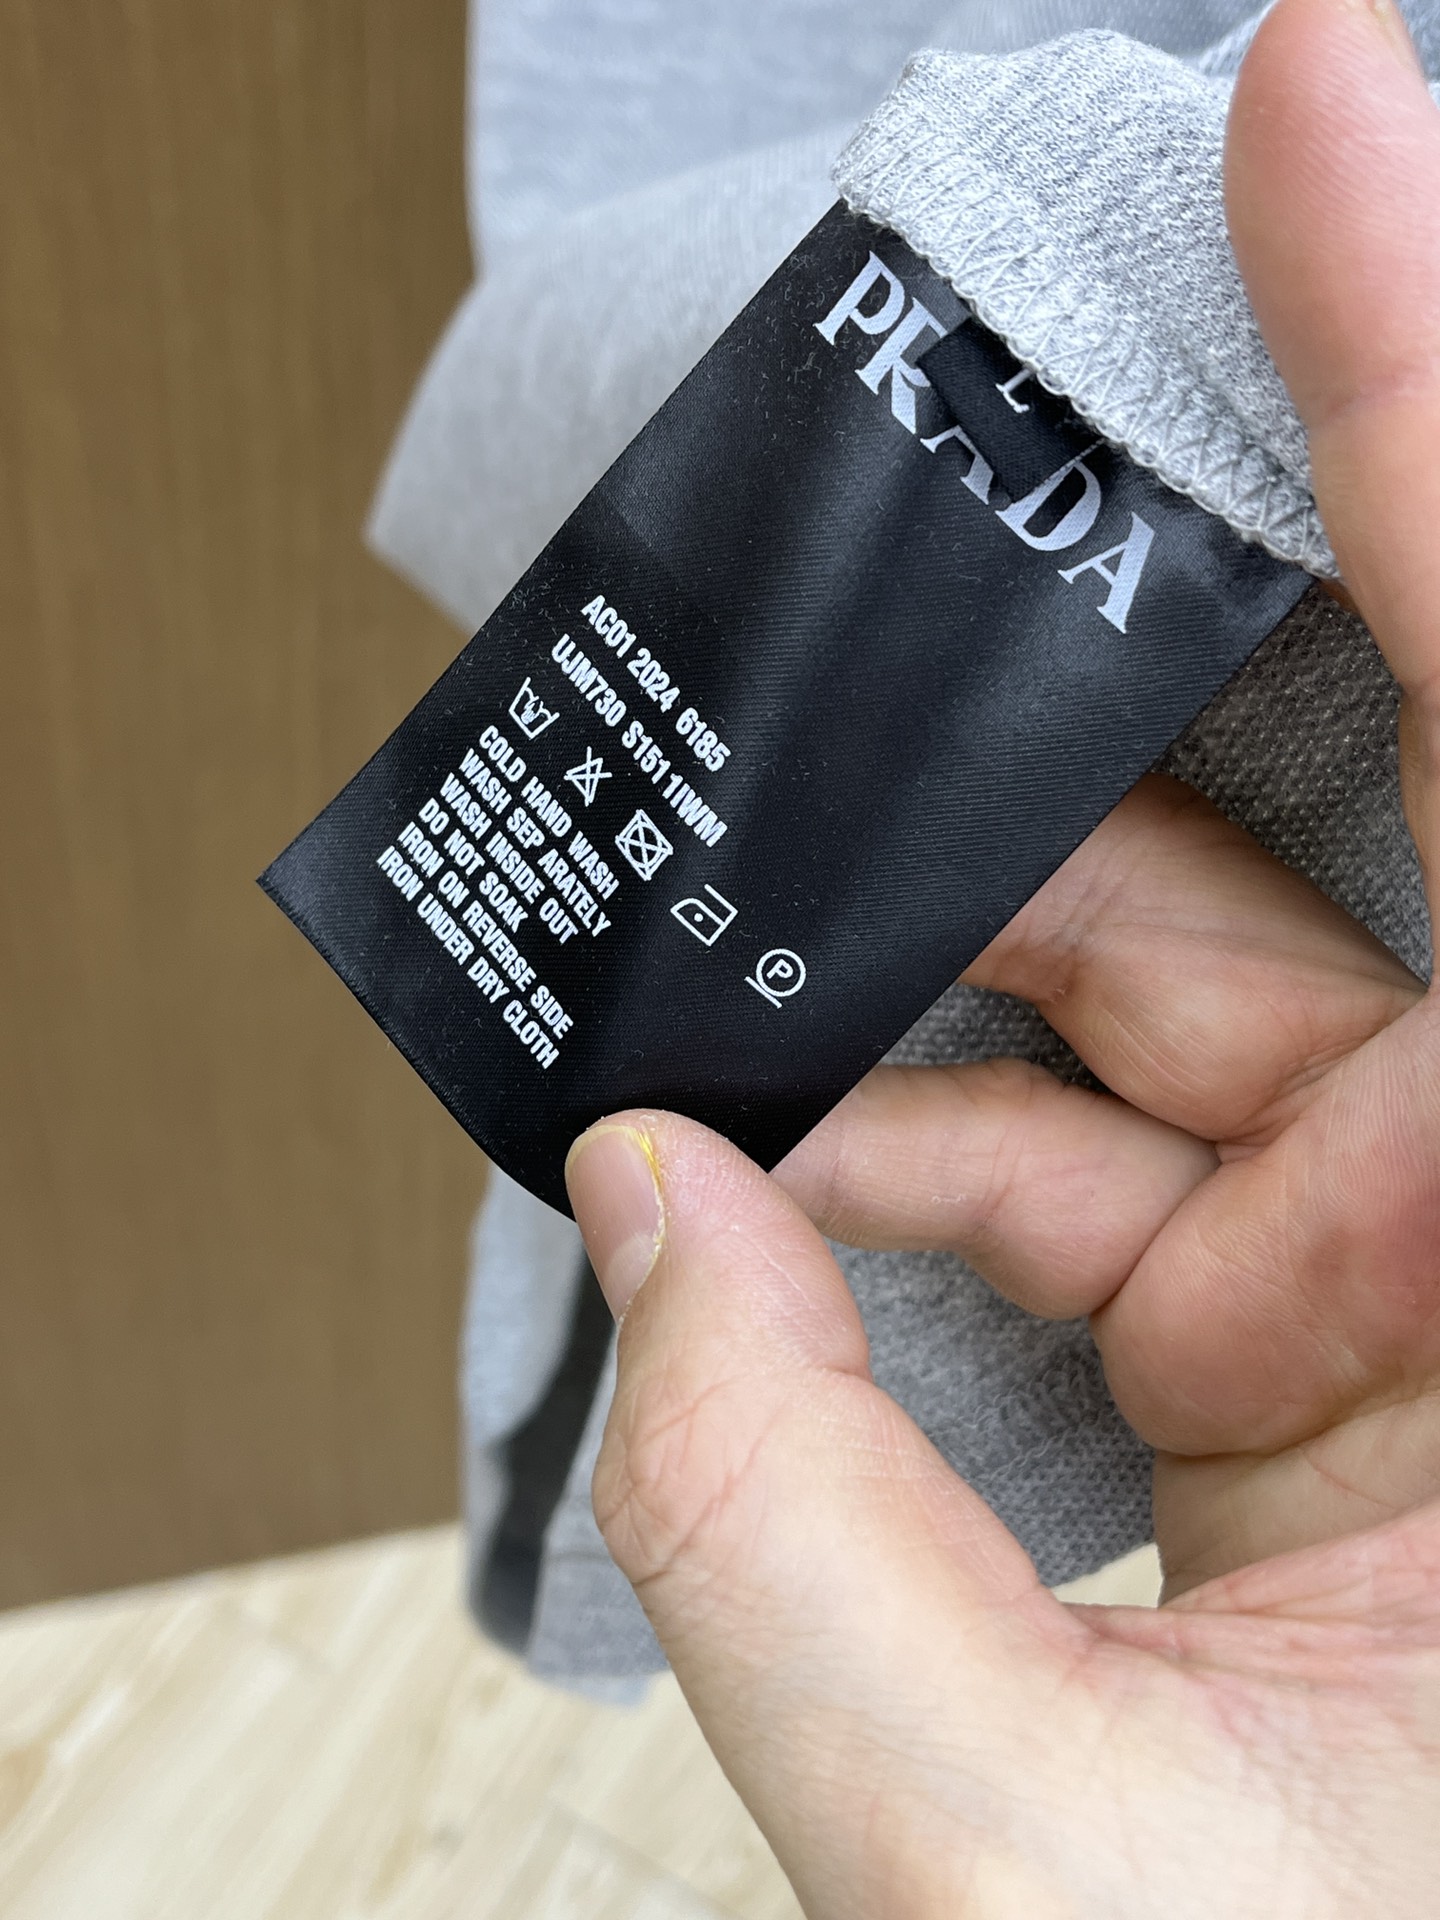 L
PRADA
AC01 2024 6185
UJM730 S1511IWM
P
COLD HAND WASH
WASH SEP ARATELY
WASH INSIDE OUT
DO NOT SOAK
IRON ON REVERSE SIDE
IRON UNDER DRY CLOTH